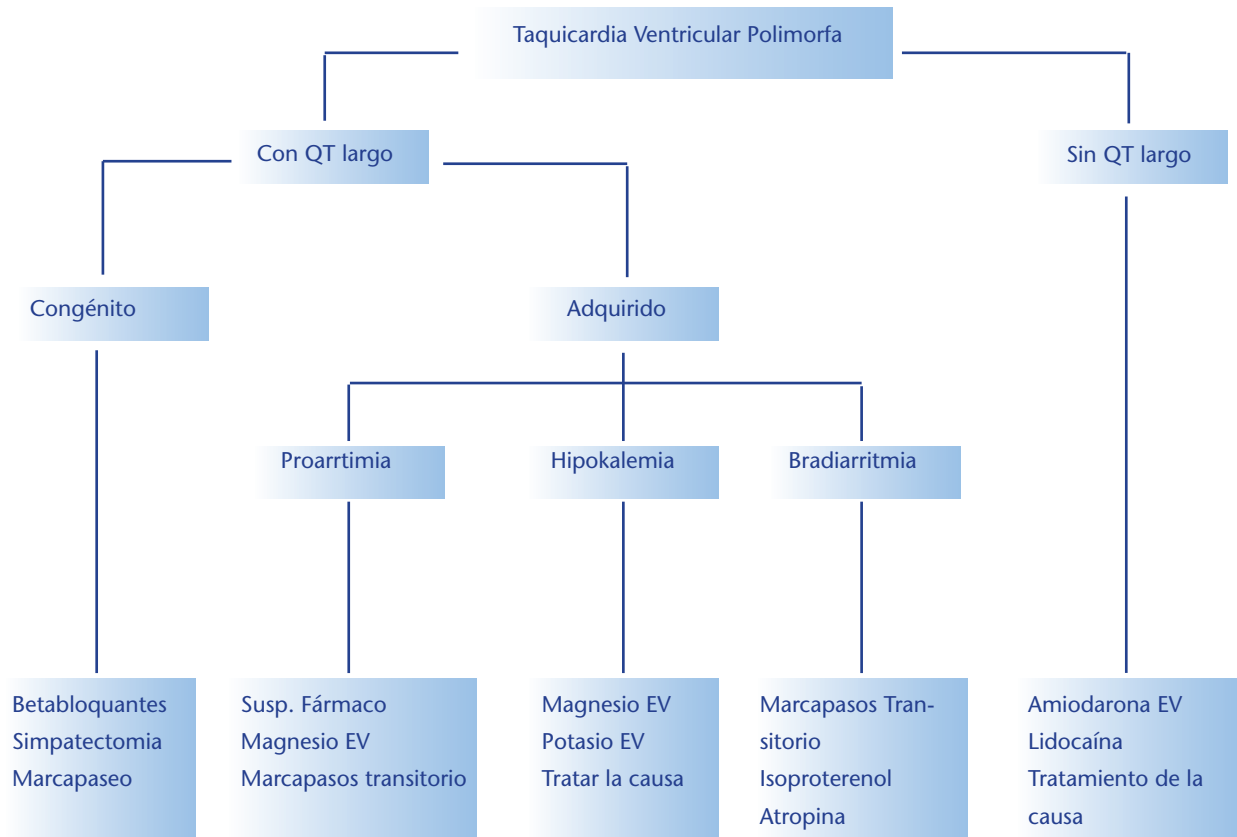 Taquicardia Ventricular Polimorfa
Con QT largo
Sin QT largo
Congénito
Adquirido
Proarrtimia
Hipokalemia
Bradiarritmia
Betabloquantes
Simpatectomia
Marcapaseo
Susp. Fármaco
Magnesio EV
Marcapasos transitorio
Magnesio EV
Potasio EV
Tratar la causa
Marcapasos Tran-
sitorio
Isoproterenol
Atropina
Amiodarona EV
Lidocaína
Tratamiento de la
causa